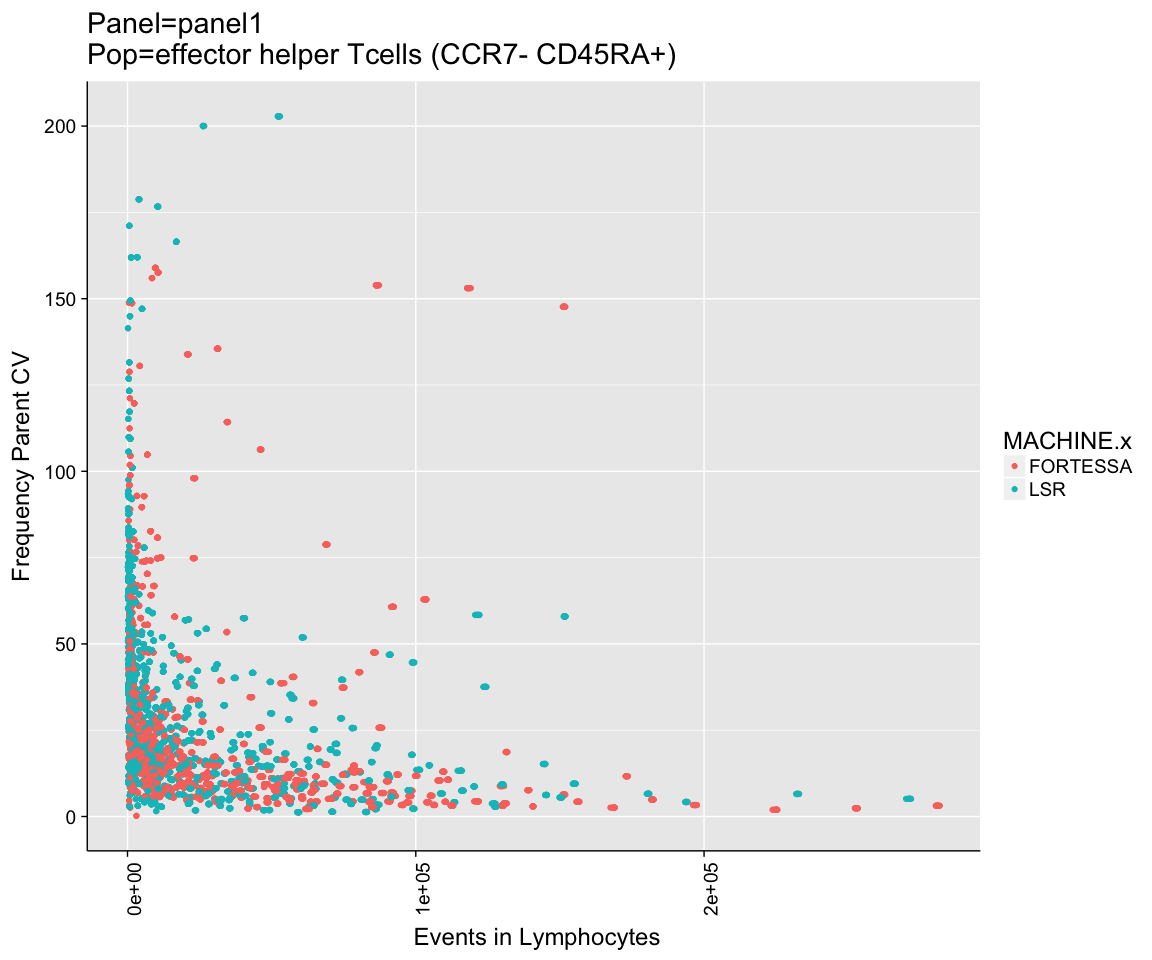 Panel=panel1
Pop=effector helper Tcells (CCR7- CD45RA+)
200
150
100
50
0
Frequency Parent CV
0e+00
1e+05
2e+05
Events in Lymphocytes
MACHINE.x
FORTESSA
LSR